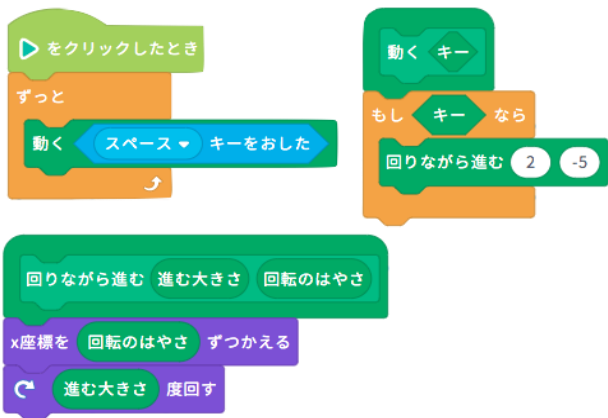 をクリックしたとき
ずっと
動く スペース キーをおした
動く キー
もし キー なら
回りながら進む 2 -5
回りながら進む 進む大きさ 回転のはやさ
x座標を 回転のはやさ ずつかえる
進む大きさ 度回す